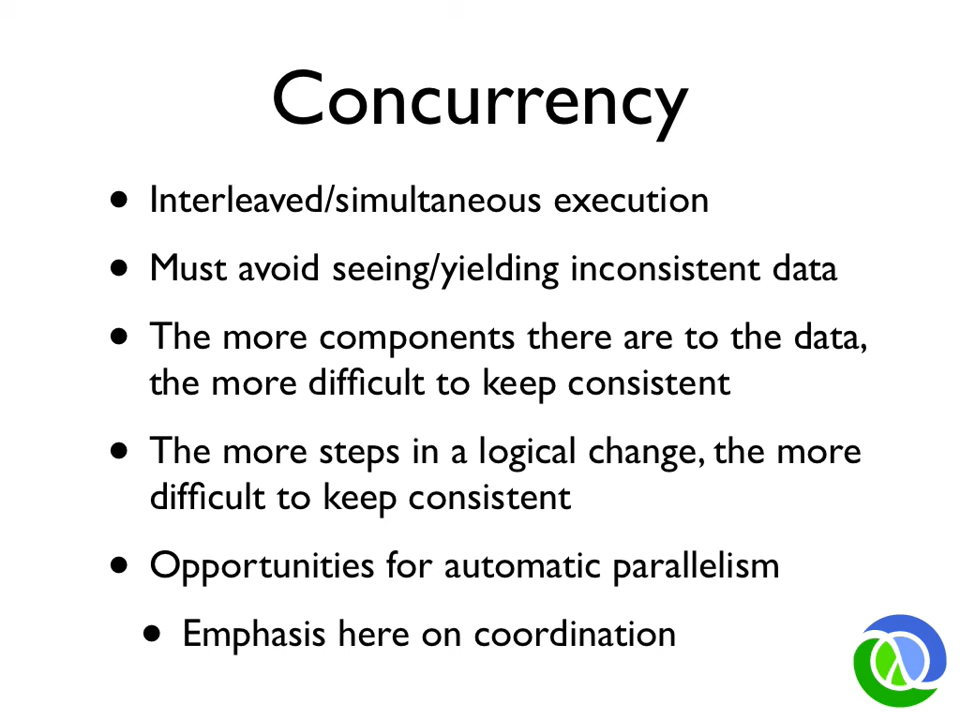 Concurrency
• Interleaved/simultaneous execution
• Must avoid seeing/yielding inconsistent data
• The more components there are to the data,
the more difficult to keep consistent
• The more steps in a logical change, the more
difficult to keep consistent
• Opportunities for automatic parallelism
• Emphasis here on coordination